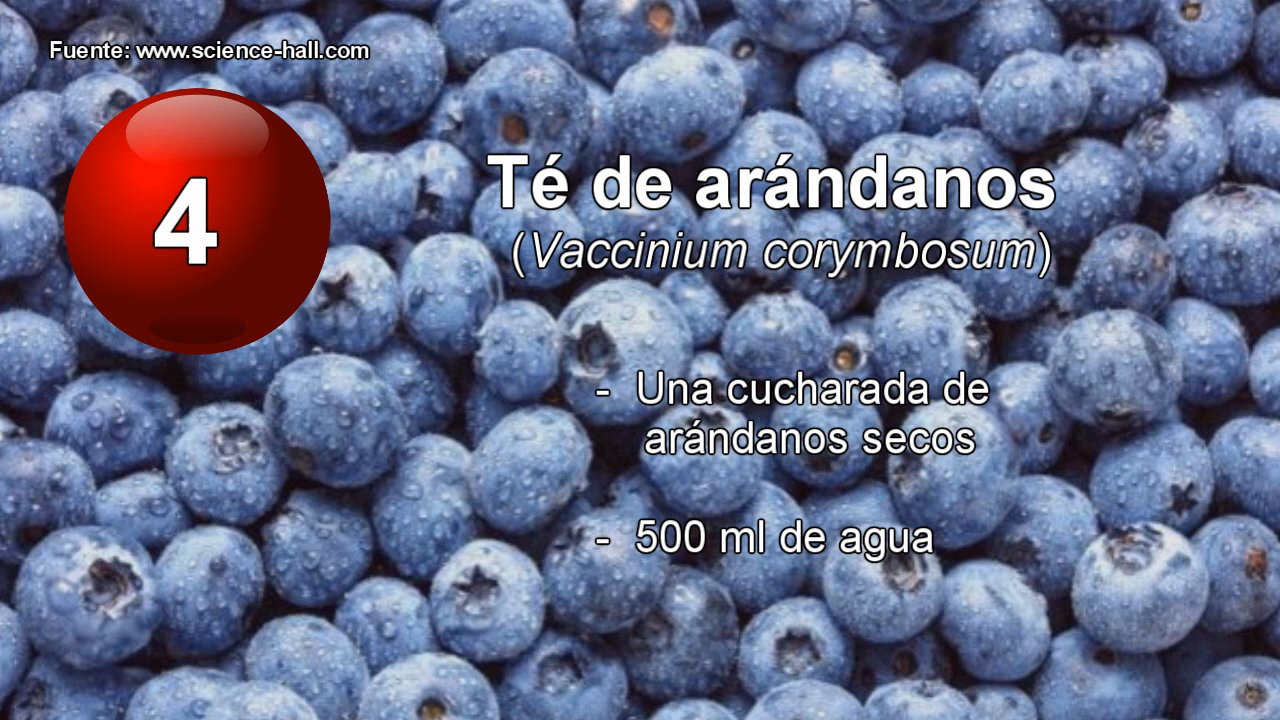 Fuente: www.science-hall.com
4
Té de arándanos
(Vaccinium corymbosum)
- Una cucharada de
arándanos secos
- 500 ml de agua